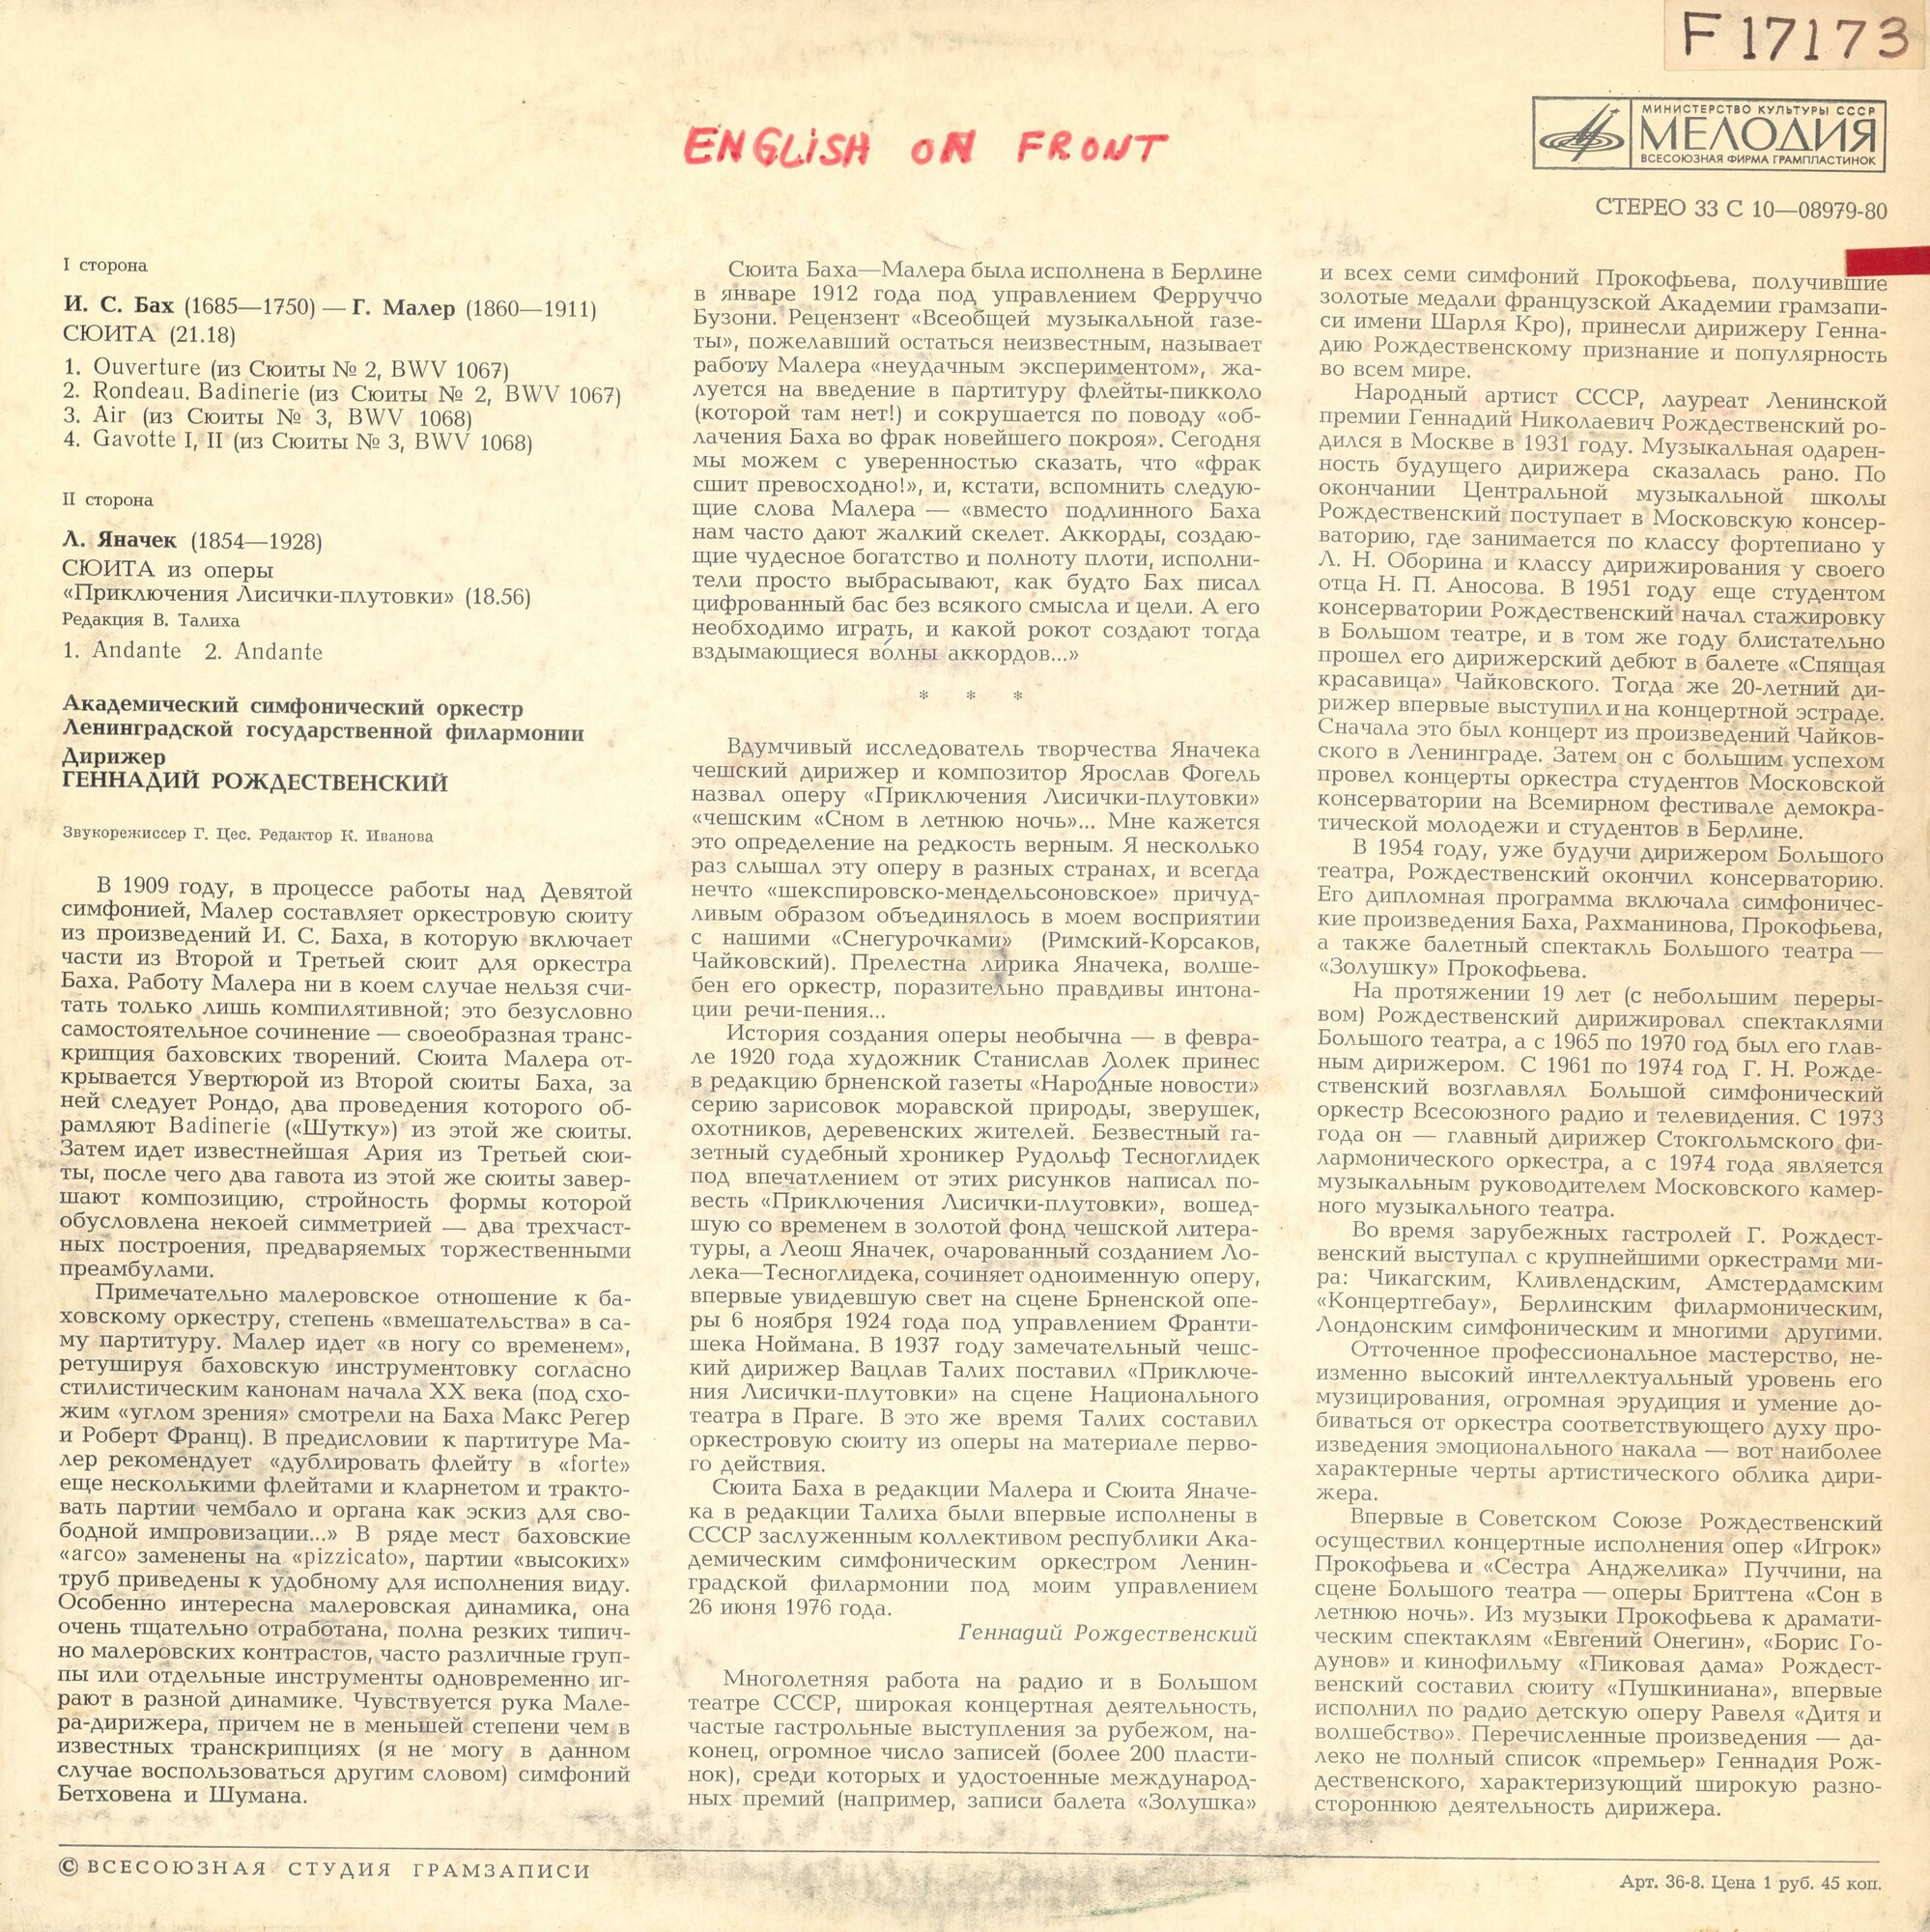 F 17173
ENGLISH ON FRONT
МИНИСТЕРСТВО КУЛЬТУРЫ СССР
МЕЛОДИЯ
ВСЕСОЮЗНАЯ ФИРМА ГРАМПЛАСТИНОК
СТЕРЕО 33 С 10—08979-80
I сторона
И. С. Бах (1685—1750) — Г. Малер (1860—1911)
СЮИТА (21.18)
1. Ouverture (из Сюиты № 2, BWV 1067)
2. Rondeau. Badinerie (из Сюиты № 2, BWV 1067)
3. Air (из Сюиты № 3, BWV 1068)
4. Gavotte I, II (из Сюиты № 3, BWV 1068)
II сторона
Л. Яначек (1854—1928)
СЮИТА из оперы
«Приключения Лисички-плутовки» (18.56)
Редакция В. Талиха
1. Andante 2. Andante
Академический симфонический оркестр
Ленинградской государственной филармонии
Дирижер
ГЕННАДИЙ РОЖДЕСТВЕНСКИЙ
Звукорежиссер Г. Цес. Редактор К. Иванова
В 1909 году, в процессе работы над Девятой
симфонией, Малер составляет оркестровую сюиту
из произведений И. С. Баха, в которую включает
части из Второй и Третьей сюит для оркестра
Баха. Работу Малера ни в коем случае нельзя счи-
тать только лишь компилятивной; это безусловно
самостоятельное сочинение — своеобразная транс-
крипция баховских творений. Сюита Малера от-
крывается Увертюрой из Второй сюиты Баха, за
ней следует Рондо, два проведения которого об-
рамляют Badinerie («Шутку») из этой же сюиты.
Затем идет известнейшая Ария из Третьей сюи-
ты, после чего два гавота из этой же сюиты завер-
шают композицию, стройность формы которой
обусловлена некоей симметрией — два трехчаст-
ных построения, предваряемых торжественными
преамбулами.
Примечательно малеровское отношение к ба-
ховскому оркестру, степень «вмешательства» в са-
му партитуру. Малер идет «в ногу со временем»,
ретушируя баховскую инструментовку согласно
стилистическим канонам начала XX века (под схо-
жим «углом зрения» смотрели на Баха Макс Регер
и Роберт Франц). В предисловии к партитуре Ма-
лер рекомендует «дублировать флейту в «forte»
еще несколькими флейтами и кларнетом и тракто-
вать партии чембало и органа как эскиз для сво-
бодной импровизации...» В ряде мест баховские
«arco» заменены на «pizzicato», партии «высоких»
труб приведены к удобному для исполнения виду.
Особенно интересна малеровская динамика, она
очень тщательно отработана, полна резких типич-
но малеровских контрастов, часто различные груп-
пы или отдельные инструменты одновременно иг-
рают в разной динамике. Чувствуется рука Мале-
ра-дирижера, причем не в меньшей степени чем в
известных транскрипциях (я не могу в данном
случае воспользоваться другим словом) симфоний
Бетховена и Шумана.
Сюита Баха—Малера была исполнена в Берлине
в январе 1912 года под управлением Ферруччо
Бузони. Рецензент «Всеобщей музыкальной газе-
ты», пожелавший остаться неизвестным, называет
работу Малера «неудачным экспериментом», жа-
луется на введение в партитуру флейты-пикколо
(которой там нет!) и сокрушается по поводу «об-
лачения Баха во фрак новейшего покроя». Сегодня
мы можем с уверенностью сказать, что «фрак
сшит превосходно!», и, кстати, вспомнить следую-
щие слова Малера — «вместо подлинного Баха
нам часто дают жалкий скелет. Аккорды, создаю-
щие чудесное богатство и полноту плоти, исполни-
тели просто выбрасывают, как будто Бах писал
цифрованный бас без всякого смысла и цели. А его
необходимо играть, и какой рокот создают тогда
вздымающиеся волны аккордов...»
* * *
Вдумчивый исследователь творчества Яначека
чешский дирижер и композитор Ярослав Фогель
назвал оперу «Приключения Лисички-плутовки»
«чешским «Сном в летнюю ночь»... Мне кажется
это определение на редкость верным. Я несколько
раз слышал эту оперу в разных странах, и всегда
нечто «шекспировско-мендельсоновское» причуд-
ливым образом объединялось в моем восприятии
с нашими «Снегурочками» (Римский-Корсаков,
Чайковский). Прелестна лирика Яначека, волше-
бен его оркестр, поразительно правдивы интона-
ции речи-пения...
История создания оперы необычна — в февра-
ле 1920 года художник Станислав Лолек принес
в редакцию брненской газеты «Народные новости»
серию зарисовок моравской природы, зверушек,
охотников, деревенских жителей. Безвестный га-
зетный судебный хроникер Рудольф Тесноглидек
под впечатлением от этих рисунков написал по-
весть «Приключения Лисички-плутовки», вошед-
шую со временем в золотой фонд чешской литера-
туры, а Леош Яначек, очарованный созданием Ло-
лека—Тесноглидека, сочиняет одноименную оперу,
впервые увидевшую свет на сцене Брненской опе-
ры 6 ноября 1924 года под управлением Франти-
шека Ноймана. В 1937 году замечательный чешс-
кий дирижер Вацлав Талих поставил «Приключе-
ния Лисички-плутовки» на сцене Национального
театра в Праге. В это же время Талих составил
оркестровую сюиту из оперы на материале перво-
го действия.
Сюита Баха в редакции Малера и Сюита Яначе-
ка в редакции Талиха были впервые исполнены в
СССР заслуженным коллективом республики Ака-
демическим симфоническим оркестром Ленин-
градской филармонии под моим управлением
26 июня 1976 года.
Геннадий Рождественский
Многолетняя работа на радио и в Большом
театре СССР, широкая концертная деятельность,
частые гастрольные выступления за рубежом, на-
конец, огромное число записей (более 200 пласти-
нок), среди которых и удостоенные международ-
ных премий (например, записи балета «Золушка»
и всех семи симфоний Прокофьева, получившие
золотые медали французской Академии грамзапи-
си имени Шарля Кро), принесли дирижеру Генна-
дию Рождественскому признание и популярность
во всем мире.
Народный артист СССР, лауреат Ленинской
премии Геннадий Николаевич Рождественский ро-
дился в Москве в 1931 году. Музыкальная одарен-
ность будущего дирижера сказалась рано. По
окончании Центральной музыкальной школы
Рождественский поступает в Московскую консер-
ваторию, где занимается по классу фортепиано у
Л. Н. Оборина и классу дирижирования у своего
отца Н. П. Аносова. В 1951 году еще студентом
консерватории Рождественский начал стажировку
в Большом театре, и в том же году блистательно
прошел его дирижерский дебют в балете «Спящая
красавица» Чайковского. Тогда же 20-летний ди-
рижер впервые выступил и на концертной эстраде.
Сначала это был концерт из произведений Чайков-
ского в Ленинграде. Затем он с большим успехом
провел концерты оркестра студентов Московской
консерватории на Всемирном фестивале демокра-
тической молодежи и студентов в Берлине.
В 1954 году, уже будучи дирижером Большого
театра, Рождественский окончил консерваторию.
Его дипломная программа включала симфоничес-
кие произведения Баха, Рахманинова, Прокофьева,
а также балетный спектакль Большого театра —
«Золушку» Прокофьева.
На протяжении 19 лет (с небольшим переры-
вом) Рождественский дирижировал спектаклями
Большого театра, а с 1965 по 1970 год был его глав-
ным дирижером. С 1961 по 1974 год Г. Н. Рожде-
ственский возглавлял Большой симфонический
оркестр Всесоюзного радио и телевидения. С 1973
года он — главный дирижер Стокгольмского фи-
лармонического оркестра, а с 1974 года является
музыкальным руководителем Московского камер-
ного музыкального театра.
Во время зарубежных гастролей Г. Рождест-
венский выступал с крупнейшими оркестрами ми-
ра: Чикагским, Кливлендским, Амстердамским
«Концертгебау», Берлинским филармоническим,
Лондонским симфоническим и многими другими.
Отточенное профессиональное мастерство, не-
изменно высокий интеллектуальный уровень его
музицирования, огромная эрудиция и умение до-
биваться от оркестра соответствующего духу про-
изведения эмоционального накала — вот наиболее
характерные черты артистического облика дири-
жера.
Впервые в Советском Союзе Рождественский
осуществил концертные исполнения опер «Игрок»
Прокофьева и «Сестра Анджелика» Пуччини, на
сцене Большого театра — оперы Бриттена «Сон в
летнюю ночь». Из музыки Прокофьева к драмати-
ческим спектаклям «Евгений Онегин», «Борис Го-
дунов» и кинофильму «Пиковая дама» Рождест-
венский составил сюиту «Пушкиниана», впервые
исполнил по радио детскую оперу Равеля «Дитя и
волшебство». Перечисленные произведения — да-
леко не полный список «премьер» Геннадия Рож-
дественского, характеризующий широкую разно-
стороннюю деятельность дирижера.
© ВСЕСОЮЗНАЯ СТУДИЯ ГРАМЗАПИСИ
Арт. 36-8. Цена 1 руб. 45 коп.